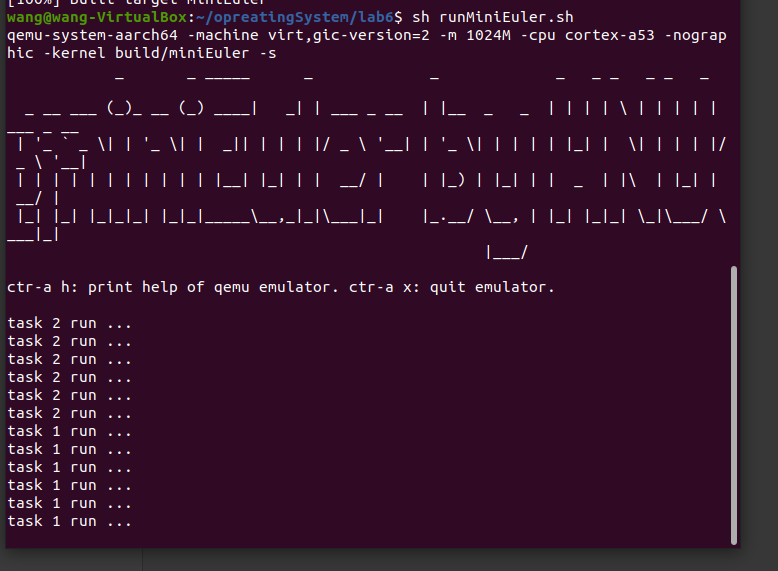 [100%] Built target miniEuler
wang@wang-VirtualBox:~/opreatingSystem/lab6$ sh runMiniEuler.sh
qemu-system-aarch64 -machine virt,gic-version=2 -m 1024M -cpu cortex-a53 -nograp
hic -kernel build/miniEuler -s
            _       _ _____      _             _             _   _ _   _ _   _
  _ __ ___ (_)_ __ (_) ____|   _| | ___ _ __  | |__  _   _  | | | | \ | | | | |
___ _ __
 | '_ ` _ \| | '_ \| |  _|| | | | |/ _ \ '__| | '_ \| | | | | |_| |  \| | | | |/
 _ \ '__|
 | | | | | | | | | | | |__| |_| | |  __/ |    | |_) | |_| | |  _  | |\  | |_| |
 __/ |
 |_| |_| |_|_|_| |_|_|_____\__,_|_|\___|_|    |_.__/ \__, | |_| |_|_| \_|\___/ \
___|_|
                                                     |___/
ctr-a h: print help of qemu emulator. ctr-a x: quit emulator.
task 2 run ...
task 2 run ...
task 2 run ...
task 2 run ...
task 2 run ...
task 2 run ...
task 1 run ...
task 1 run ...
task 1 run ...
task 1 run ...
task 1 run ...
task 1 run ...